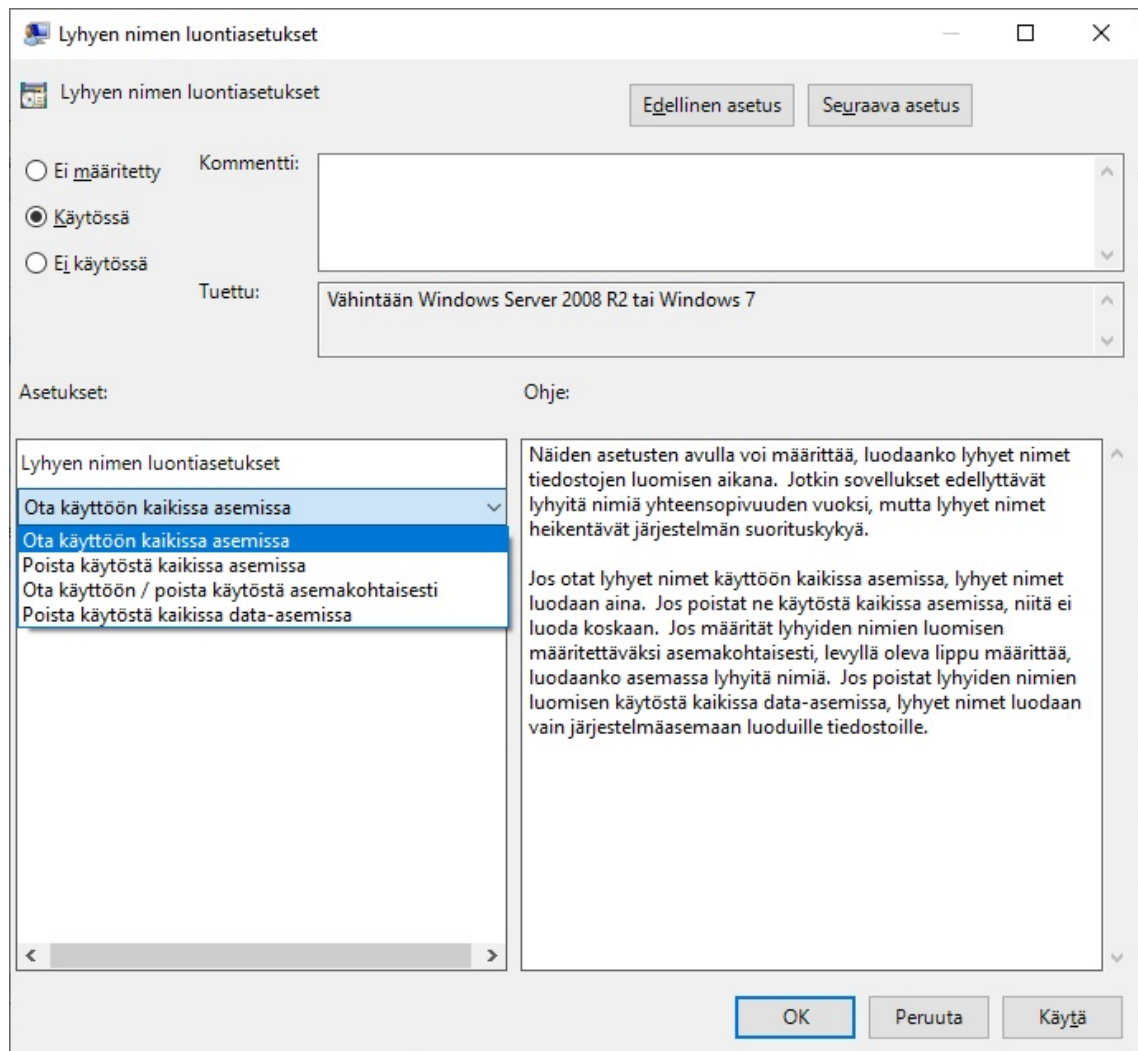 Lyhyen nimen luontiasetukset
Lyhyen nimen luontiasetukset
Edellinen asetus
Seuraava asetus
Ei määritetty
Käytössä
Ei käytössä
Kommentti:
Tuettu:
Vähintään Windows Server 2008 R2 tai Windows 7
Asetukset:
Lyhyen nimen luontiasetukset
Ota käyttöön kaikissa asemissa
Ota käyttöön kaikissa asemissa
Poista käytöstä kaikissa asemissa
Ota käyttöön / poista käytöstä asemakohtaisesti
Poista käytöstä kaikissa data-asemissa
Ohje:
Näiden asetusten avulla voi määrittää, luodaanko lyhyet nimet
tiedostojen luomisen aikana.  Jotkin sovellukset edellyttävät
lyhyitä nimiä yhteensopivuuden vuoksi, mutta lyhyet nimet
heikentävät järjestelmän suorituskykyä.
Jos otat lyhyet nimet käyttöön kaikissa asemissa, lyhyet nimet
luodaan aina.  Jos poistat ne käytöstä kaikissa asemissa, niitä ei
luoda koskaan.  Jos määrität lyhyiden nimien luomisen
määritettäväksi asemakohtaisesti, levyllä oleva lippu määrittää,
luodaanko asemassa lyhyitä nimiä.  Jos poistat lyhyiden nimien
luomisen käytöstä kaikissa data-asemissa, lyhyet nimet luodaan
vain järjestelmäasemaan luoduille tiedostoille.
OK
Peruuta
Käytä